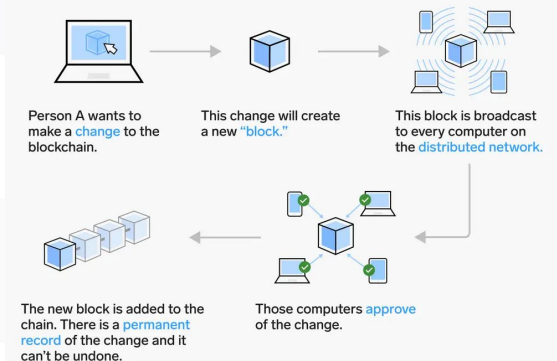 Person A wants to
make a change to the
blockchain.
This change will create
a new “block.”
This block is broadcast
to every computer on
the distributed network.
Those computers approve
of the change.
The new block is added to the
chain. There is a permanent
record of the change and it
can’t be undone.